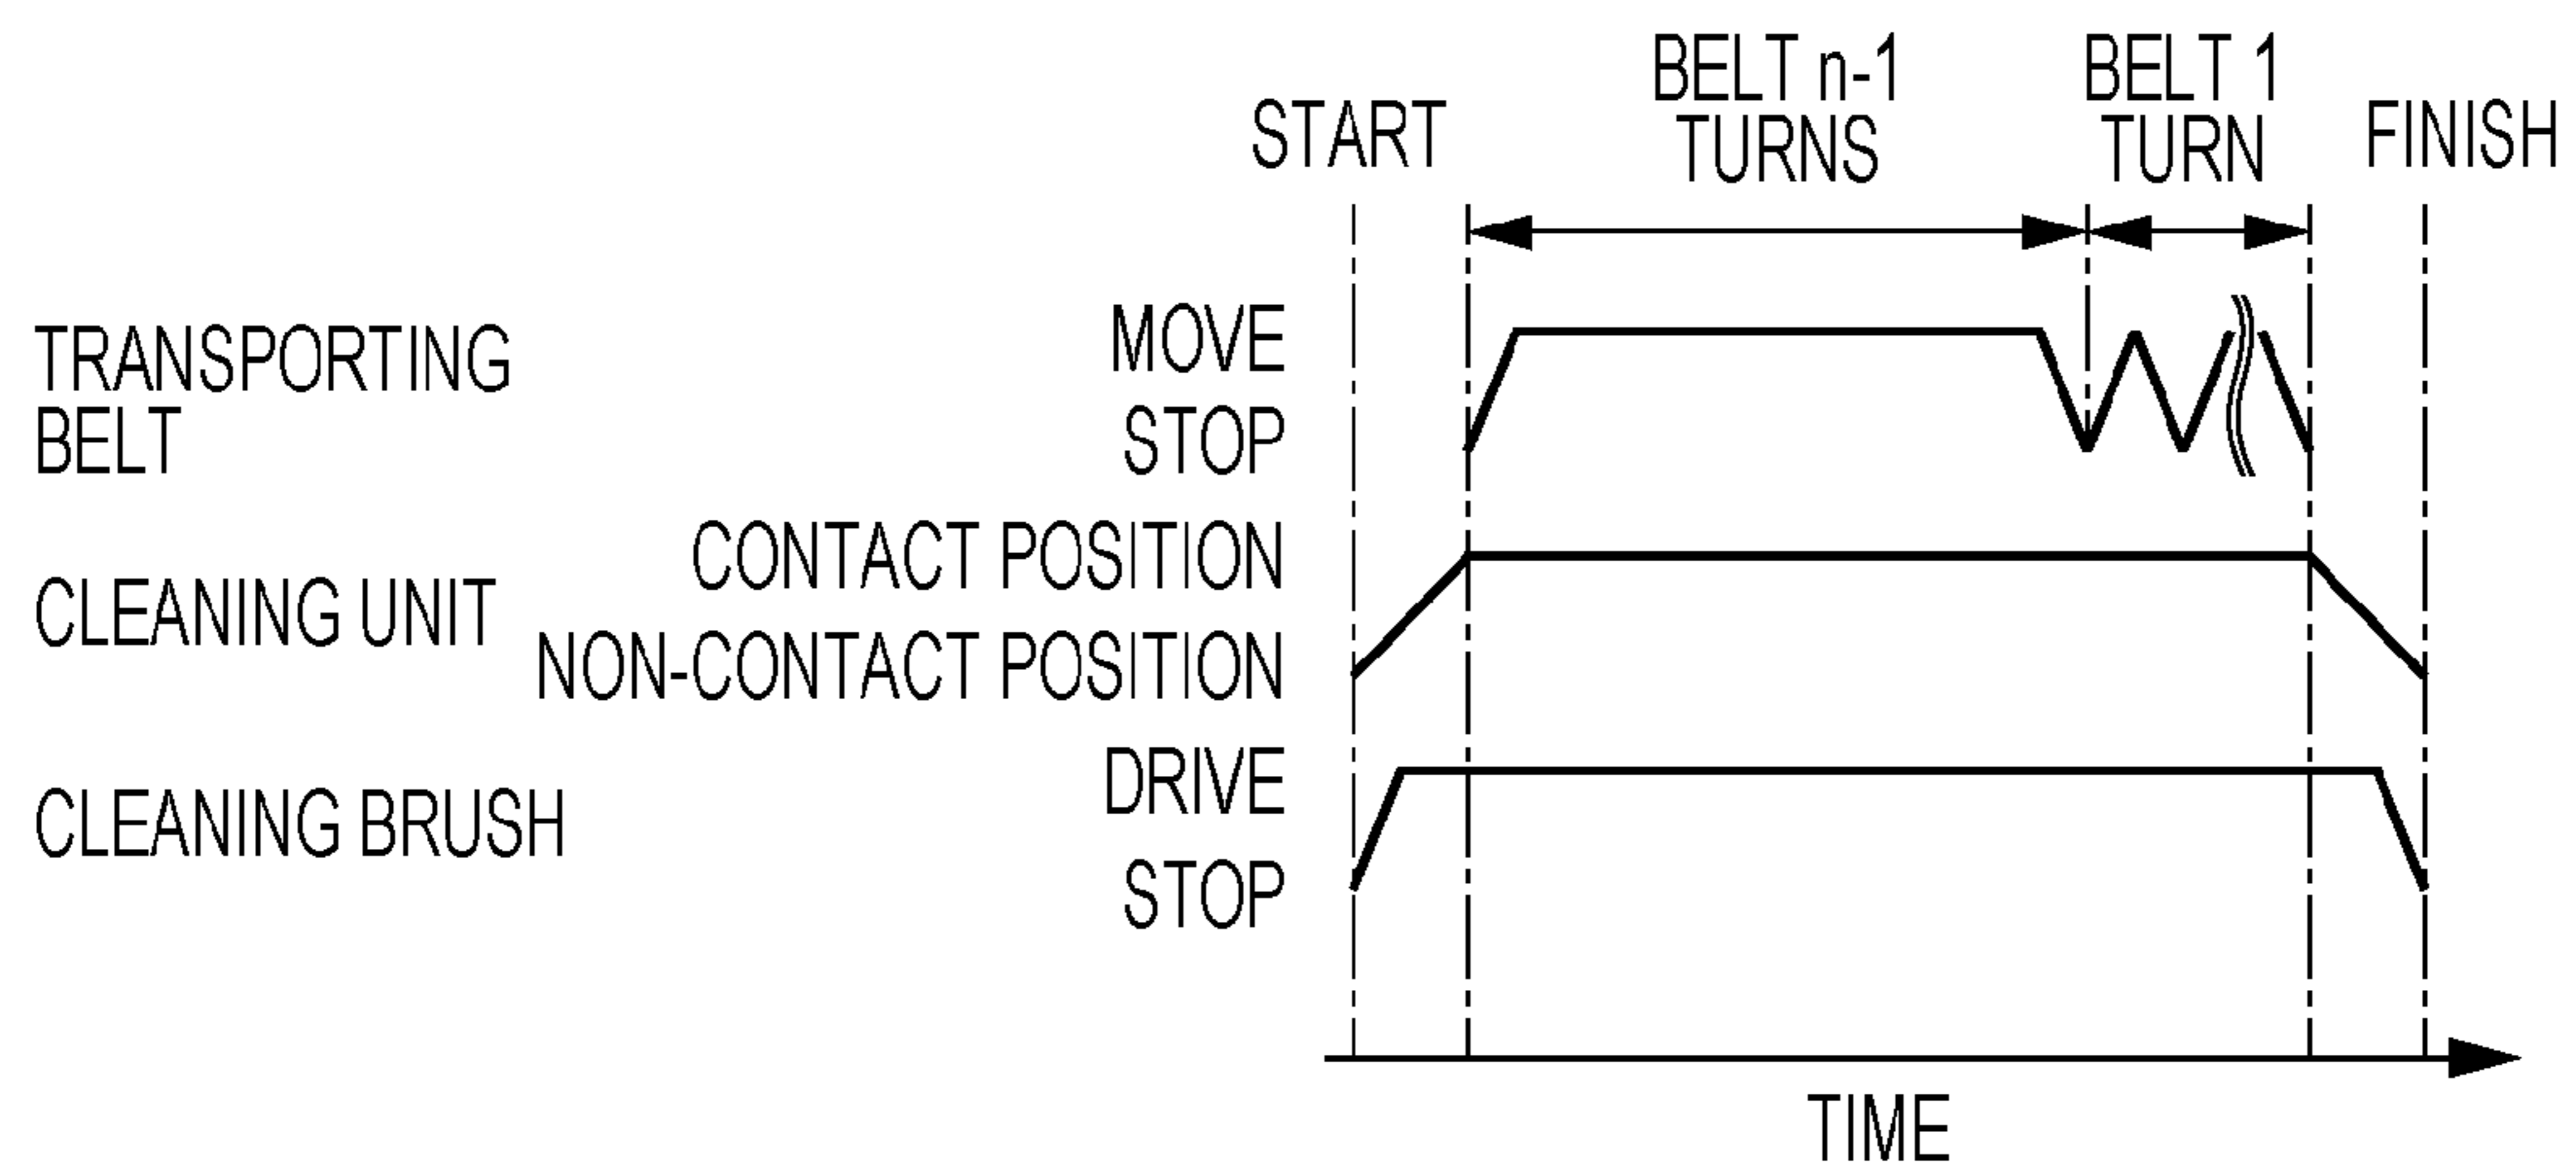 BELT n-1 BELT 1
START TURNS TURN FINISH
MOVE
TRANSPORTING
BELT
STOP
CONTACT POSITION
CLEANING UNIT
NON-CONTACT POSITION
DRIVE
CLEANING BRUSH
STOP
TIME